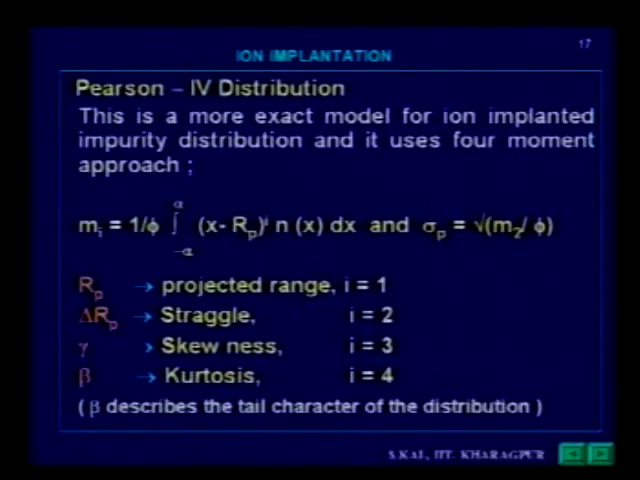 17
ION IMPLANTATION
Pearson – IV Distribution
This is a more exact model for ion implanted
impurity distribution and it uses four moment
approach ;
α
mᵢ = 1/ϕ ∫ (x- Rₚ)ⁱ n (x) dx and σₚ = √(m₂/ ϕ)
–α
Rₚ → projected range, i = 1
ΔRₚ → Straggle, i = 2
γ → Skew ness, i = 3
β → Kurtosis, i = 4
( β describes the tail character of the distribution )
S.KAL, IIT. KHARAGPUR